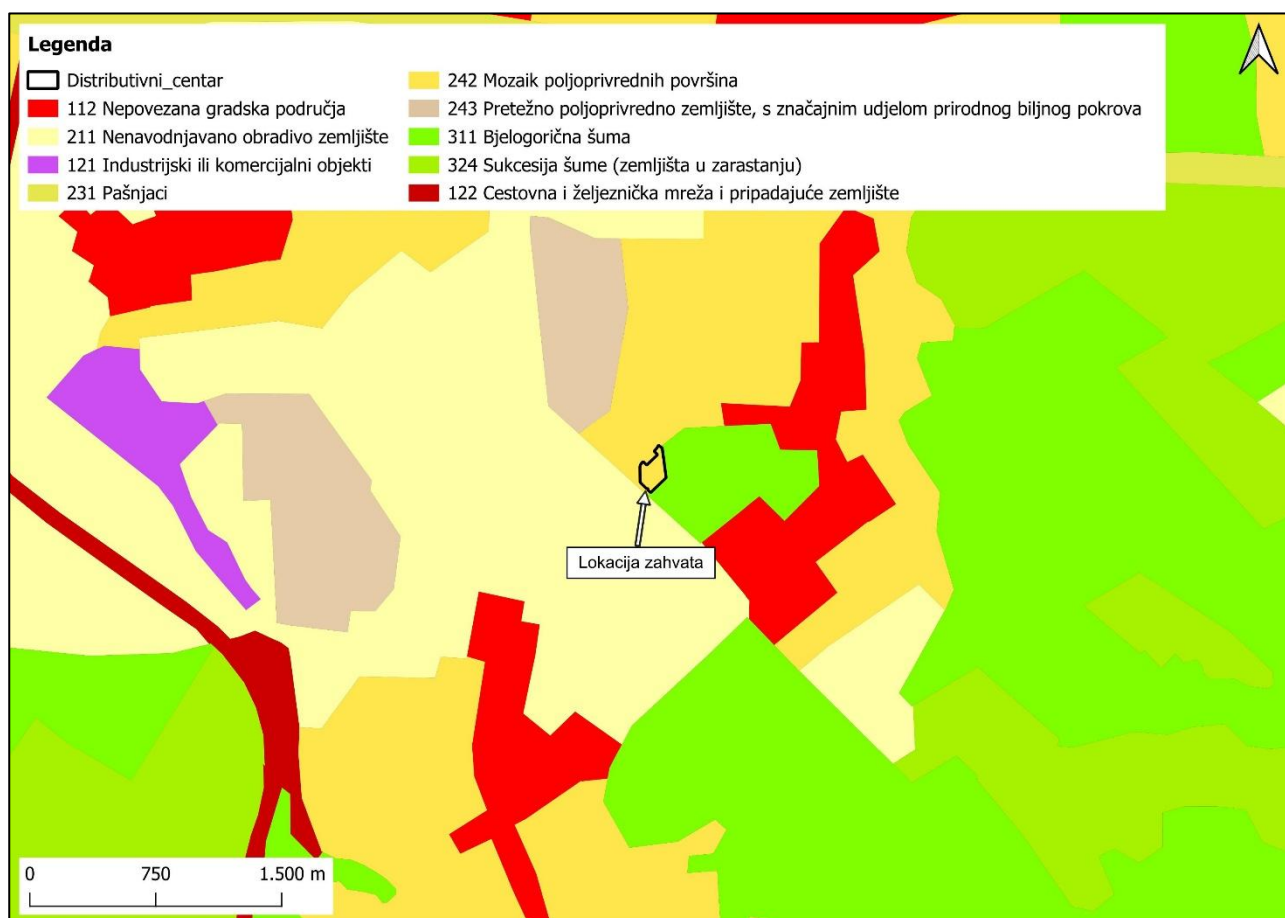 Legenda
Distributivni_centar
112 Nepovezana gradska područja
211 Nenavodnjavano obradivo zemljište
121 Industrijski ili komercijalni objekti
231 Pašnjaci
242 Mozaik poljoprivrednih površina
243 Pretežno poljoprivredno zemljište, s značajnim udjelom prirodnog biljnog pokrova
311 Bjelogorična šuma
324 Sukcesija šume (zemljišta u zarastanju)
122 Cestovna i željeznička mreža i pripadajuće zemljište
Lokacija zahvata
0 750 1.500 m